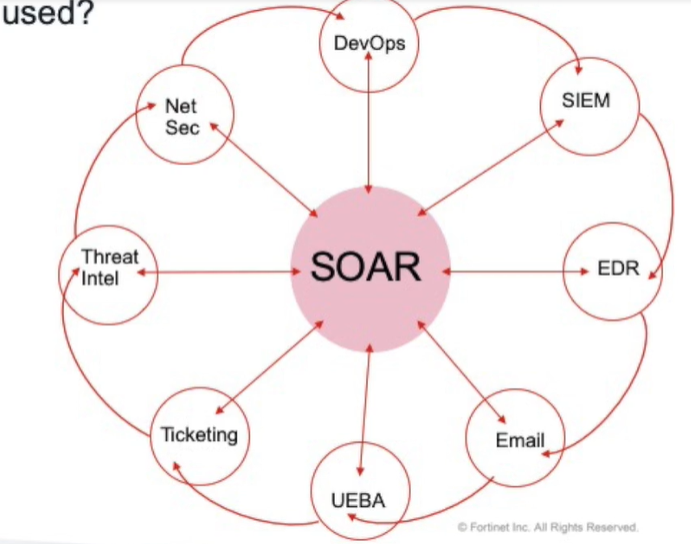 used?
DevOps
SIEM
Net
Sec
SOAR
Threat
Intel
EDR
Ticketing
Email
UEBA
© Fortinet Inc. All Rights Reserved.